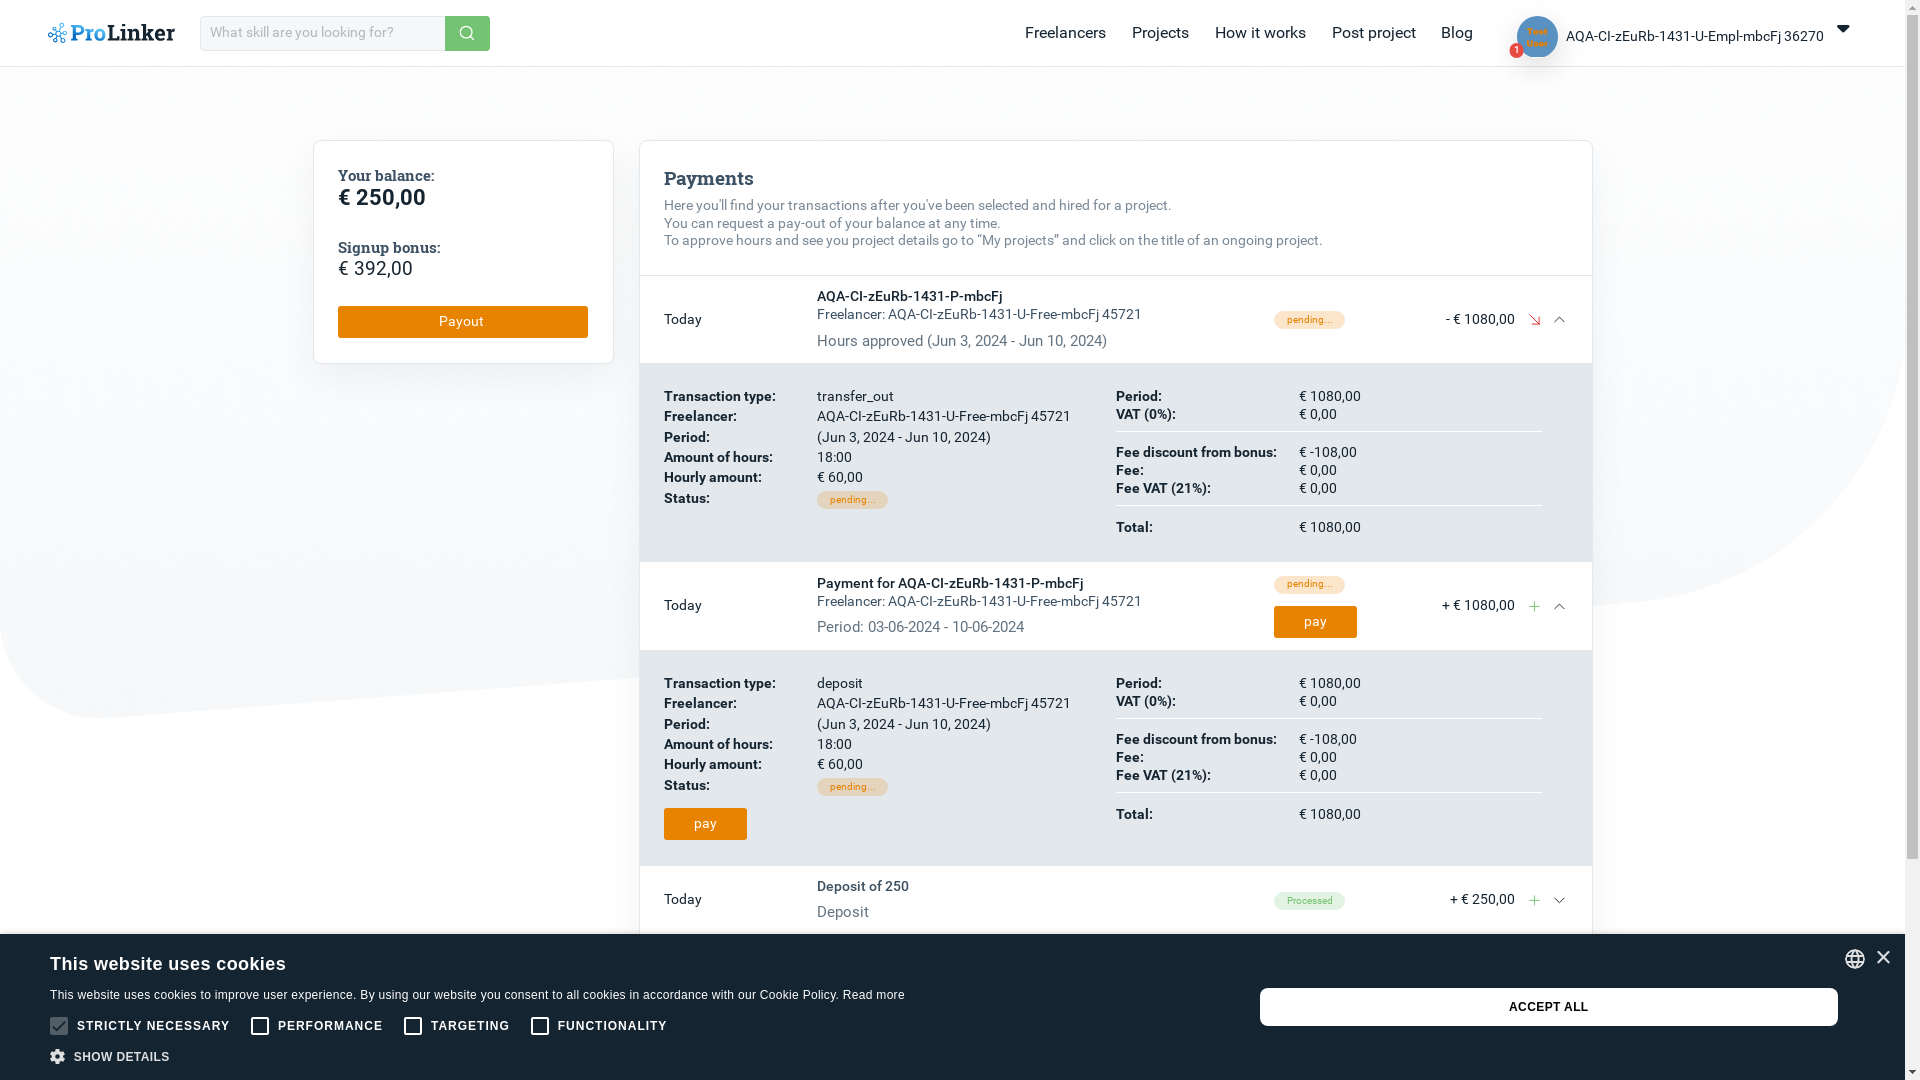 ProLinker
What skill are you looking for?
Freelancers
Projects
How it works
Post project
Blog
Test
User
1
AQA-CI-zEuRb-1431-U-Empl-mbcFj 36270
Your balance:
€ 250,00
Signup bonus:
€ 392,00
Payout
Payments
Here you'll find your transactions after you've been selected and hired for a project.
You can request a pay-out of your balance at any time.
To approve hours and see you project details go to “My projects” and click on the title of an ongoing project.
Today
AQA-CI-zEuRb-1431-P-mbcFj
Freelancer: AQA-CI-zEuRb-1431-U-Free-mbcFj 45721
Hours approved (Jun 3, 2024 - Jun 10, 2024)
pending...
- € 1080,00
Transaction type: transfer_out
Freelancer: AQA-CI-zEuRb-1431-U-Free-mbcFj 45721
Period: (Jun 3, 2024 - Jun 10, 2024)
Amount of hours: 18:00
Hourly amount: € 60,00
Status: pending...
Period: € 1080,00
VAT (0%): € 0,00
Fee discount from bonus: € -108,00
Fee: € 0,00
Fee VAT (21%): € 0,00
Total: € 1080,00
Today
Payment for AQA-CI-zEuRb-1431-P-mbcFj
Freelancer: AQA-CI-zEuRb-1431-U-Free-mbcFj 45721
Period: 03-06-2024 - 10-06-2024
pending...
pay
+ € 1080,00
Transaction type: deposit
Freelancer: AQA-CI-zEuRb-1431-U-Free-mbcFj 45721
Period: (Jun 3, 2024 - Jun 10, 2024)
Amount of hours: 18:00
Hourly amount: € 60,00
Status: pending...
pay
Period: € 1080,00
VAT (0%): € 0,00
Fee discount from bonus: € -108,00
Fee: € 0,00
Fee VAT (21%): € 0,00
Total: € 1080,00
Today
Deposit of 250
Deposit
Processed
+ € 250,00
This website uses cookies
This website uses cookies to improve user experience. By using our website you consent to all cookies in accordance with our Cookie Policy. Read more
STRICTLY NECESSARY
PERFORMANCE
TARGETING
FUNCTIONALITY
SHOW DETAILS
ACCEPT ALL